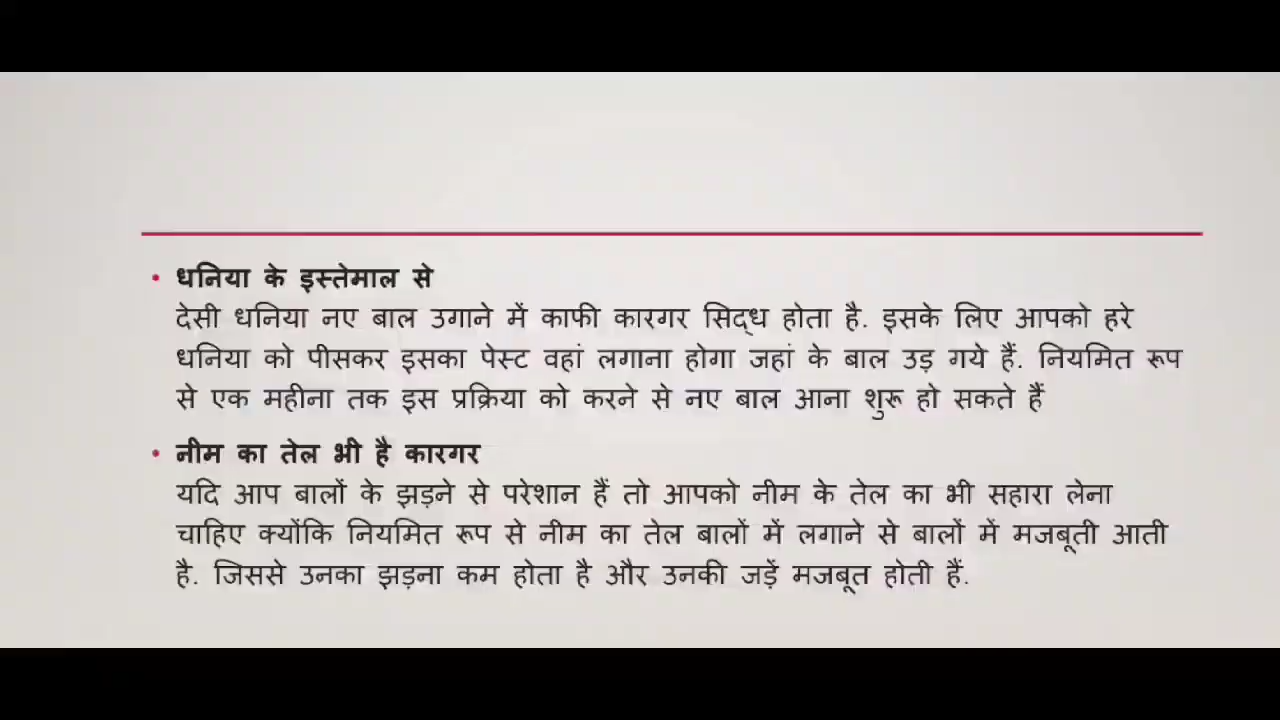 • धनिया के इस्तेमाल से
देसी धनिया नए बाल उगाने में काफी कारगर सिद्ध होता है. इसके लिए आपको हरे
धनिया को पीसकर इसका पेस्ट वहां लगाना होगा जहां के बाल उड़ गये हैं. नियमित रूप
से एक महीना तक इस प्रक्रिया को करने से नए बाल आना शुरू हो सकते हैं
• नीम का तेल भी है कारगर
यदि आप बालों के झड़ने से परेशान हैं तो आपको नीम के तेल का भी सहारा लेना
चाहिए क्योंकि नियमित रूप से नीम का तेल बालों में लगाने से बालों में मजबूती आती
है. जिससे उनका झड़ना कम होता है और उनकी जड़ें मजबूत होती हैं.